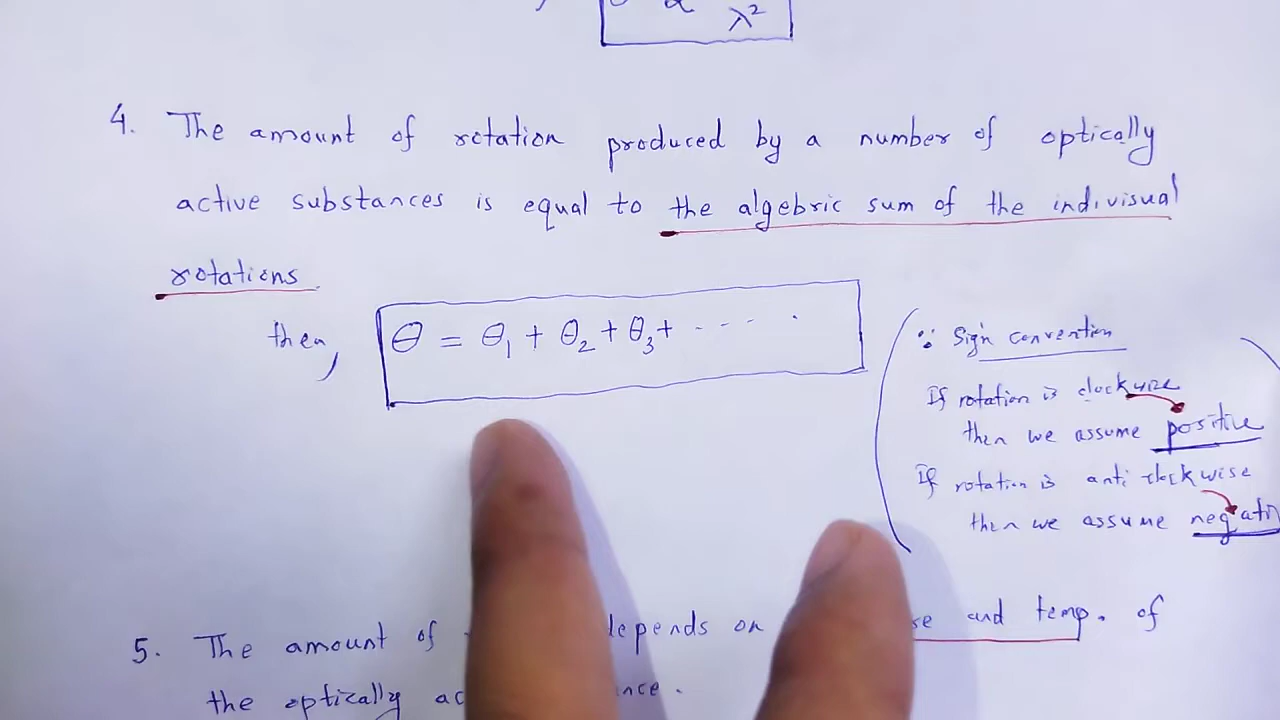 α λ²
4. The amount of rotation produced by a number of optically
active substances is equal to the algebric sum of the indivisual
rotations.
then, θ = θ₁ + θ₂ + θ₃ + - - - - .
∵ Sign convention
If rotation is clockwise
then we assume positive
If rotation is anti clockwise
then we assume
5. The amount of depends on and temp. of
the optically